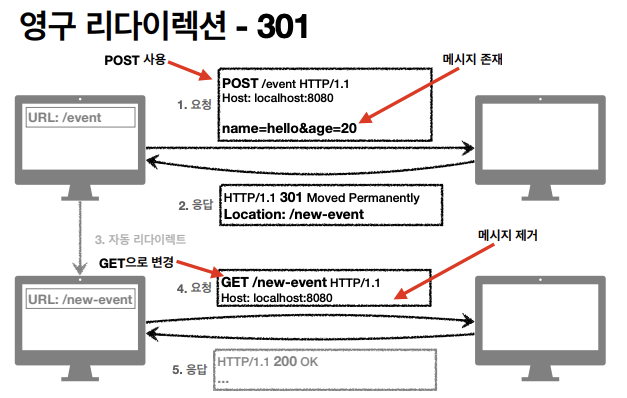 영구 리다이렉션 - 301
POST 사용
메시지 존재
URL: /event
1. 요청
POST /event HTTP/1.1
Host: localhost:8080
name=hello&age=20
2. 응답
HTTP/1.1 301 Moved Permanently
Location: /new-event
3. 자동 리다이렉트
GET으로 변경
메시지 제거
URL: /new-event
4. 요청
GET /new-event HTTP/1.1
Host: localhost:8080
5. 응답
HTTP/1.1 200 OK
...